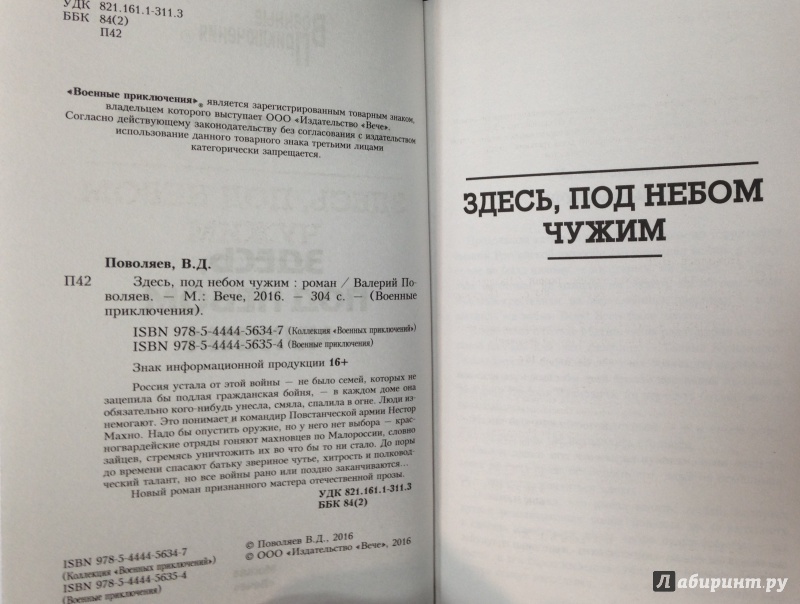 УДК 821.161.1-311.3
ББК 84(2)
П42
«Военные приключения»® является зарегистрированным товарным знаком,
владельцем которого выступает ООО «Издательство «Вече».
Согласно действующему законодательству без согласования с издательством
использование данного товарного знака третьими лицами
категорически запрещается.
Поволяев, В.Д.
П42 Здесь, под небом чужим : роман / Валерий По-
воляев. — М.: Вече, 2016. — 304 с. — (Военные
приключения).
ISBN 978-5-4444-5634-7 (Коллекция «Военных приключений»)
ISBN 978-5-4444-5635-4 (Военные приключения)
Знак информационной продукции 16+
Россия устала от этой войны — не было семей, которых не
зацепила бы подлая гражданская бойня, — в каждом доме она
обязательно кого-нибудь унесла, смяла, спалила в огне. Люди из-
немогают. Это понимает и командир Повстанческой армии Нестор
Махно. Надо бы опустить оружие, но у него нет выбора — крас-
ногвардейские отряды гоняют махновцев по Малороссии, словно
зайцев, стремясь уничтожить их во что бы то ни стало. До поры
до времени спасают батьку звериное чутье, хитрость и полковод-
ческий талант, но все войны рано или поздно заканчиваются...
Новый роман признанного мастера отечественной прозы.
УДК 821.161.1-311.3
ББК 84(2)
ISBN 978-5-4444-5634-7
(Коллекция «Военных приключений»)
ISBN 978-5-4444-5635-4
(Военные приключения)
© Поволяев В.Д., 2016
© ООО «Издательство «Вече», 2016
ЗДЕСЬ, ПОД НЕБОМ
ЧУЖИМ
Лабиринт.ру